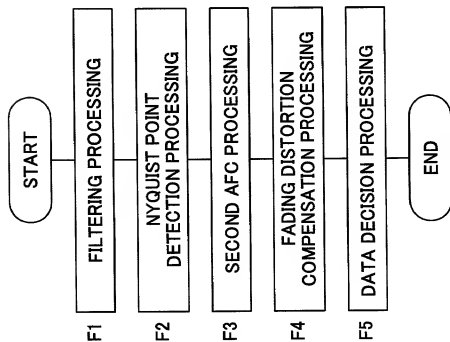 START
F1 FILTERING PROCESSING
F2 NYQUIST POINT
DETECTION PROCESSING
F3 SECOND AFC PROCESSING
F4 FADING DISTORTION
COMPENSATION PROCESSING
F5 DATA DECISION PROCESSING
END